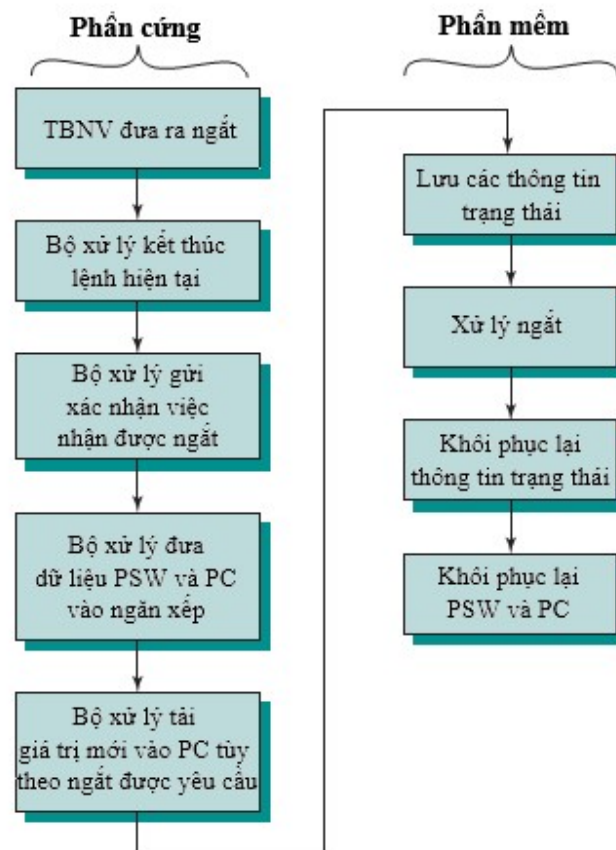 Phần cứng
TBNV đưa ra ngắt
Bộ xử lý kết thúc
lệnh hiện tại
Bộ xử lý gửi
xác nhận việc
nhận được ngắt
Bộ xử lý đưa
dữ liệu PSW và PC
vào ngăn xếp
Bộ xử lý tải
giá trị mới vào PC tùy
theo ngắt được yêu cầu
Phần mềm
Lưu các thông tin
trạng thái
Xử lý ngắt
Khôi phục lại
thông tin trạng thái
Khôi phục lại
PSW và PC